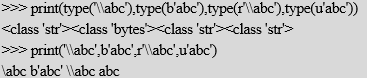 >>> print(type('\\abc'),type(b'abc'),type(r'\\abc'),type(u'abc'))
<class 'str'><class 'bytes'><class 'str'><class 'str'>
>>> print('\\abc',b'abc',r'\\abc',u'abc')
\abc b'abc' \\abc abc